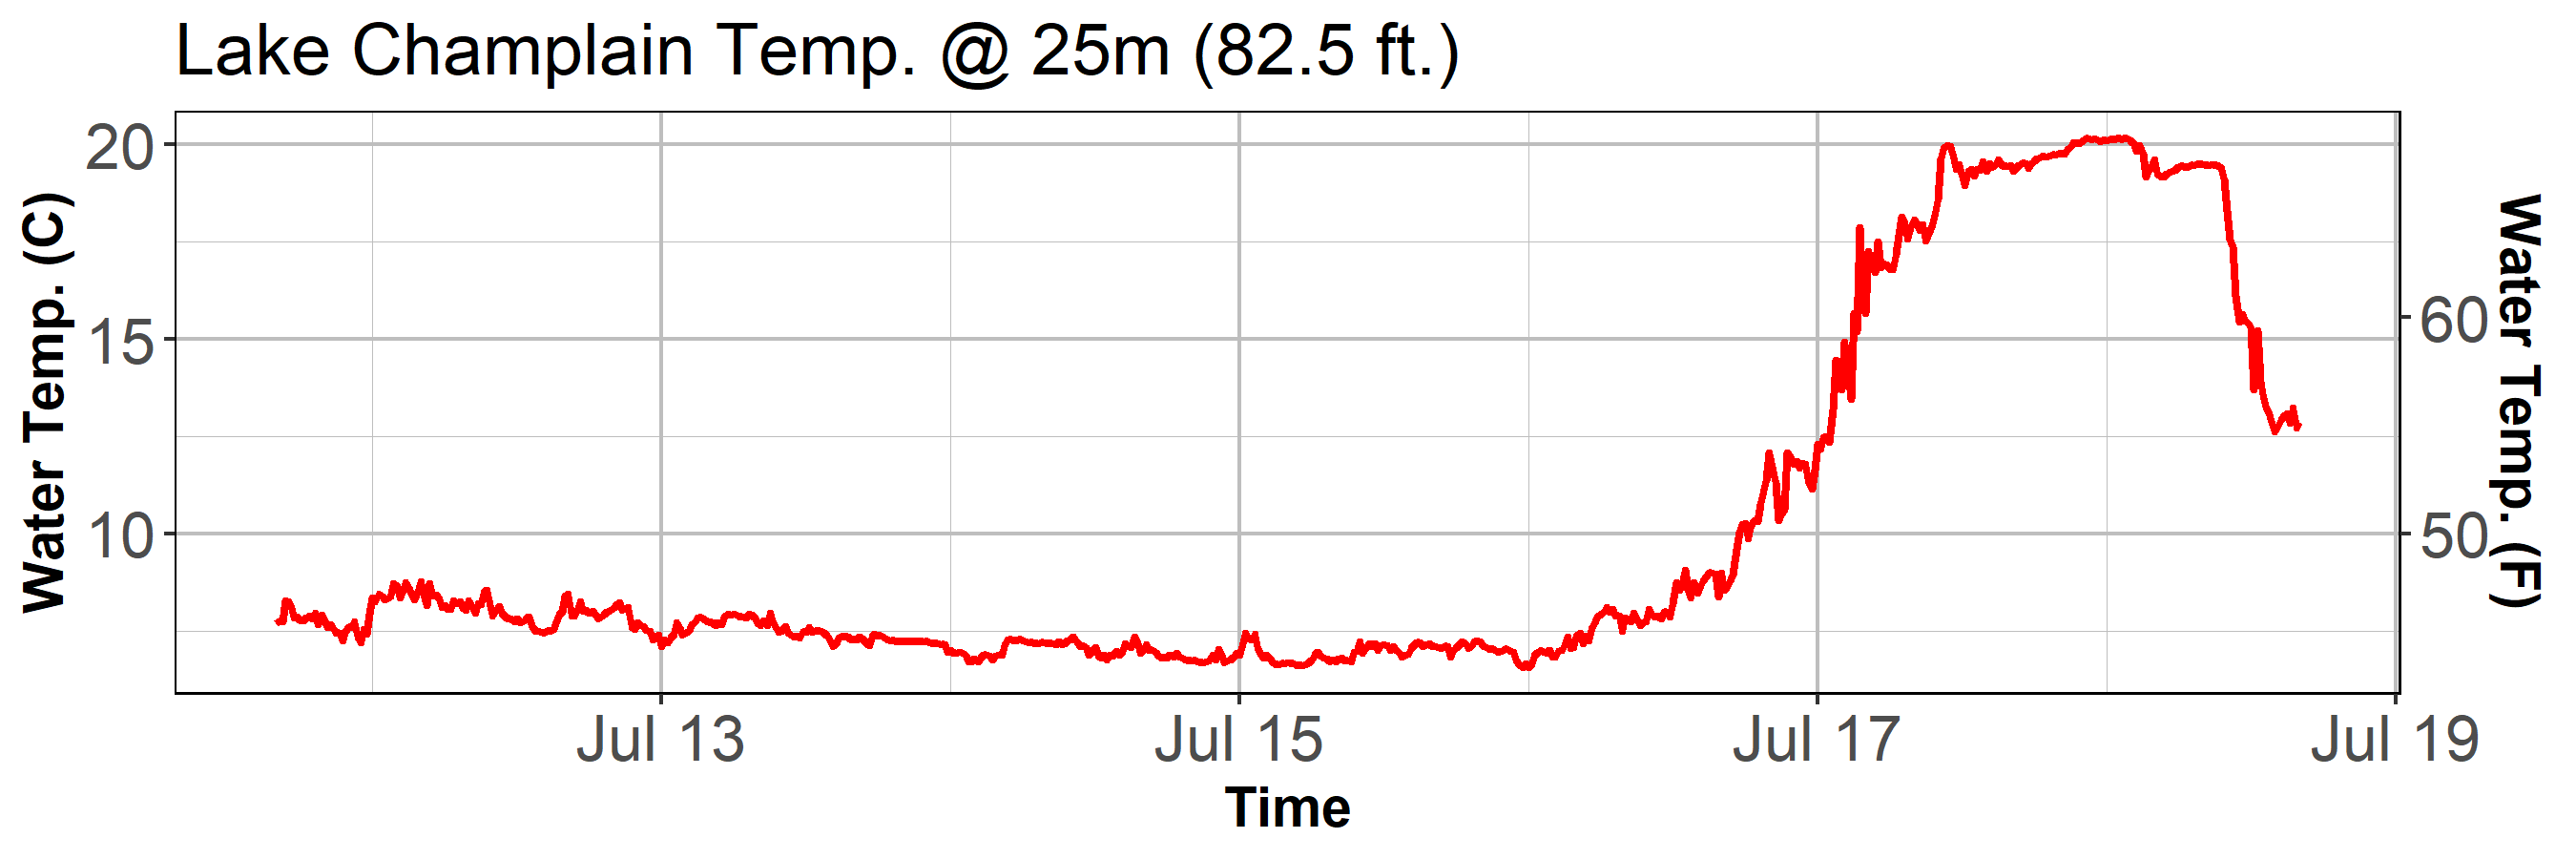 Lake Champlain Temp. @ 25m (82.5 ft.)
Water Temp. (C)
20
15
10
60
50
Water Temp. (F)
Jul 13
Jul 15
Jul 17
Jul 19
Time